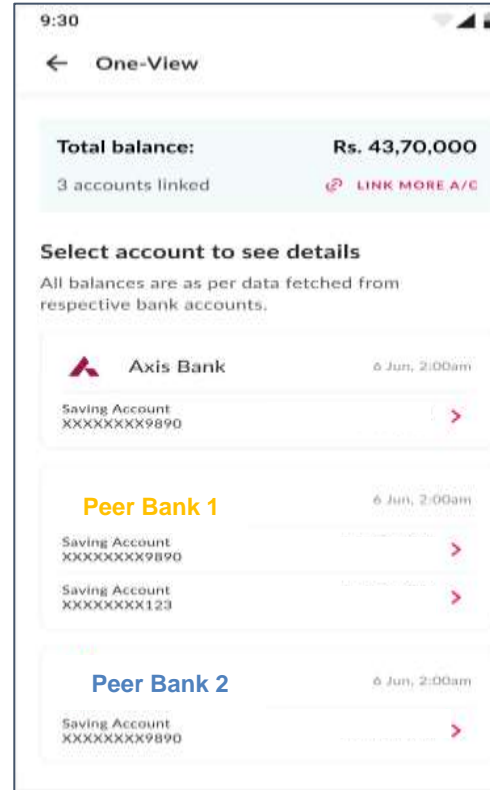 9:30
← One-View
Total balance: Rs. 43,70,000
3 accounts linked LINK MORE A/C
Select account to see details
All balances are as per data fetched from
respective bank accounts.
Axis Bank 6 Jun, 2:00am
Saving Account
XXXXXXXX9890
Peer Bank 1 6 Jun, 2:00am
Saving Account
XXXXXXXX9890
Saving Account
XXXXXXXX123
Peer Bank 2 6 Jun, 2:00am
Saving Account
XXXXXXXX9890